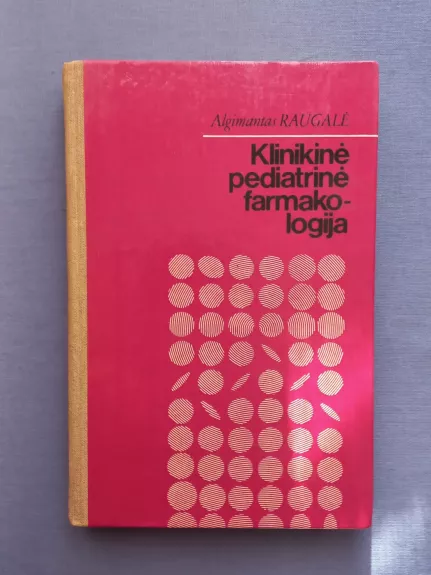 Algimantas RAUGALĖ
Klinikinė
pediatrinė
farmako-
logija